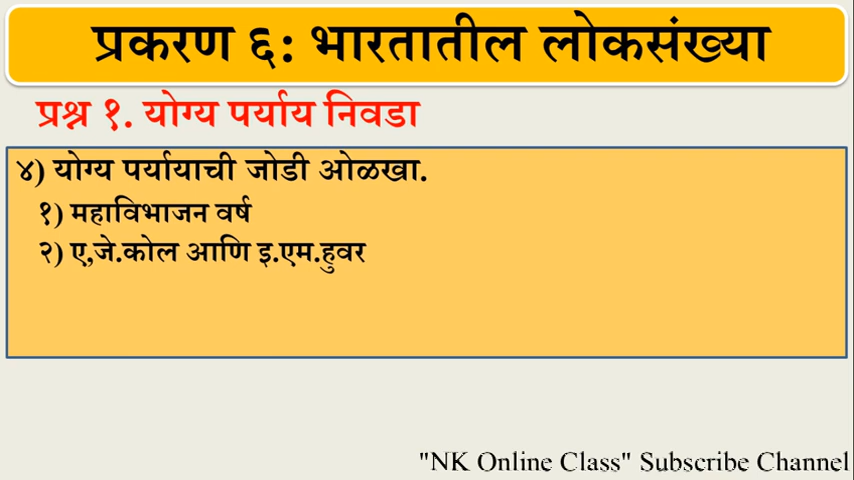 प्रकरण ६: भारतातील लोकसंख्या
प्रश्न १. योग्य पर्याय निवडा
४) योग्य पर्यायाची जोडी ओळखा.
१) महाविभाजन वर्ष
२) ए,जे.कोल आणि इ.एम.हुवर
"NK Online Class" Subscribe Channel